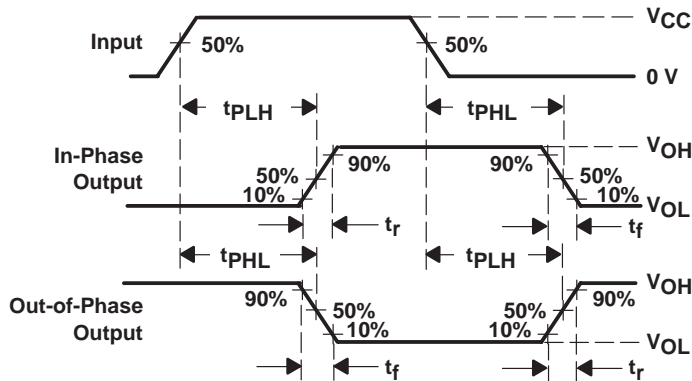 VCC
Input
50%
50%
0 V
tPLH
tPHL
In-Phase
Output
VOH
90%
90%
50%
50%
10%
10%
VOL
tr
tf
tPHL
tPLH
Out-of-Phase
Output
VOH
90%
90%
50%
50%
10%
10%
VOL
tf
tr